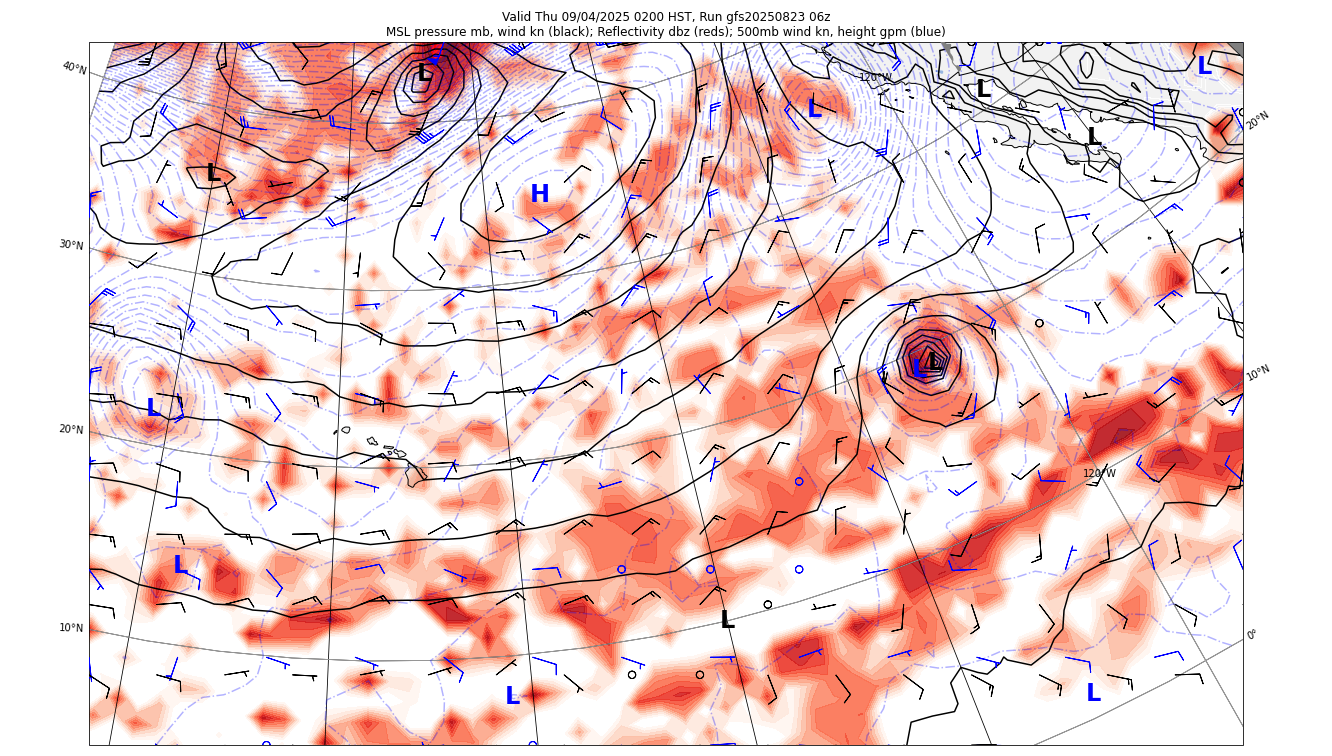 Valid Thu 09/04/2025 0200 HST, Run gfs20250823 06z
MSL pressure mb, wind kn (black); Reflectivity dbz (reds); 500mb wind kn, height gpm (blue)
40°N
120°W
L
L
L
L
20°N
L
L
H
30°N
L
L
10°N
L
20°N
120°W
L
L
10°N
0°
L
L